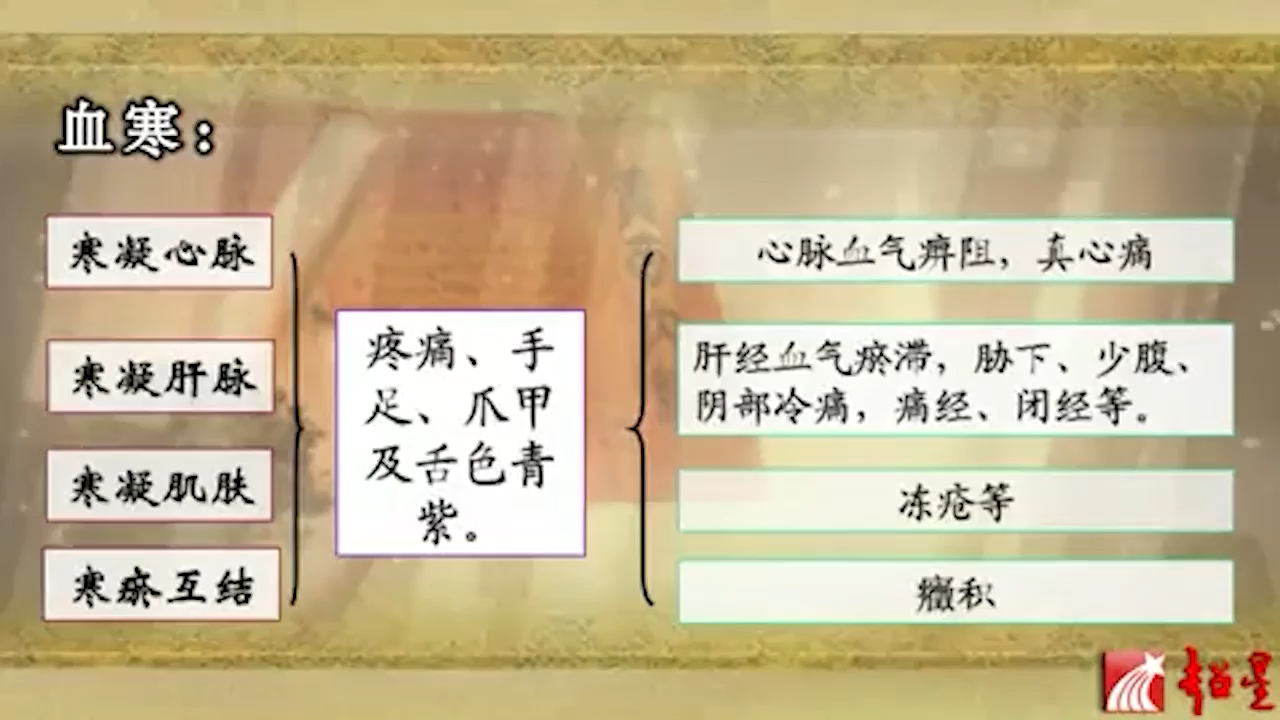 血寒：
寒凝心脉
寒凝肝脉
寒凝肌肤
寒瘀互结
疼痛、手
足、爪甲
及舌色青
紫。
心脉血气痹阻，真心痛
肝经血气瘀滞，胁下、少腹、
阴部冷痛，痛经、闭经等。
冻疮等
癥积
超星